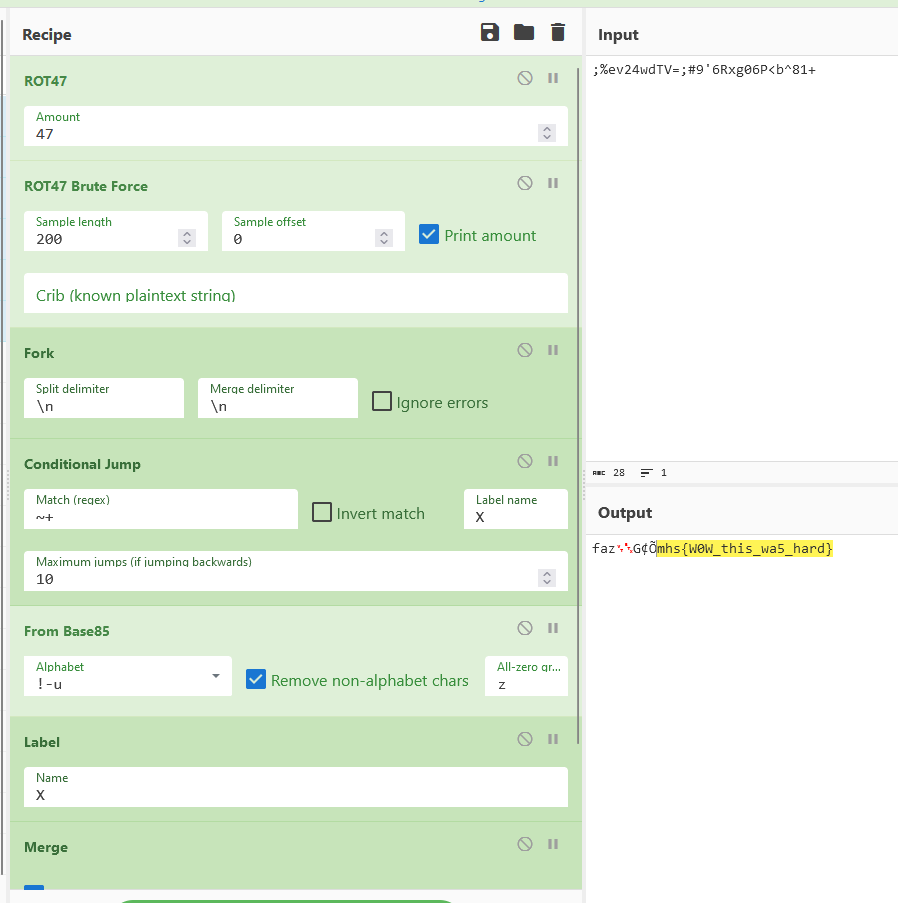 Recipe
ROT47
Amount
47
ROT47 Brute Force
Sample length
200
Sample offset
0
Print amount
Crib (known plaintext string)
Fork
Split delimiter
\n
Merge delimiter
\n
Ignore errors
Conditional Jump
Match (regex)
~+
Invert match
Label name
X
Maximum jumps (if jumping backwards)
10
From Base85
Alphabet
!-u
Remove non-alphabet chars
All-zero gr...
z
Label
Name
X
Merge
Input
;%ev24wdTV=;#9'6Rxg06P<b^81+
28
1
Output
faz G₵Õmhs{W0W_this_wa5_hard}